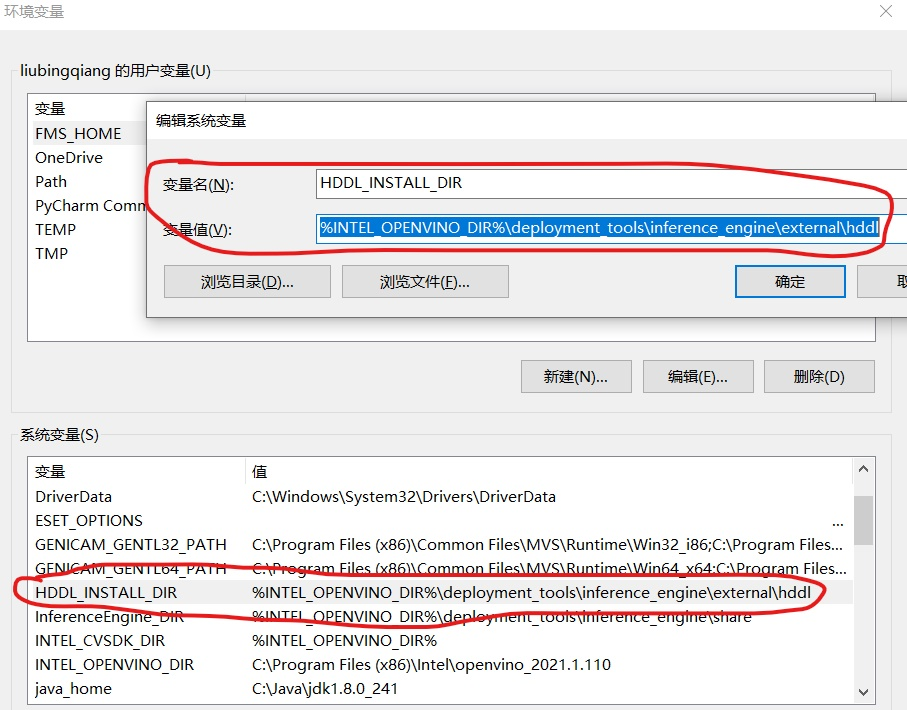 环境变量
liubingqiang 的用户变量(U)
变量
FMS_HOME
OneDrive
Path
PyCharm Comm
TEMP
TMP
编辑系统变量
变量名(N):
HDDL_INSTALL_DIR
变量值(V):
%INTEL_OPENVINO_DIR%\deployment_tools\inference_engine\external\hddl
浏览目录(D)...
浏览文件(F)...
确定
取
新建(N)...
编辑(E)...
删除(D)
系统变量(S)
变量 值
DriverData C:\Windows\System32\Drivers\DriverData
ESET_OPTIONS ...
GENICAM_GENTL32_PATH C:\Program Files (x86)\Common Files\MVS\Runtime\Win32_i86;C:\Program Files...
GENICAM_GENTL64_PATH C:\Program Files (x86)\Common Files\MVS\Runtime\Win64_x64;C:\Program Files...
HDDL_INSTALL_DIR %INTEL_OPENVINO_DIR%\deployment_tools\inference_engine\external\hddl
InferenceEngine_DIR %INTEL_OPENVINO_DIR%\deployment_tools\inference_engine\share
INTEL_CVSDK_DIR %INTEL_OPENVINO_DIR%
INTEL_OPENVINO_DIR C:\Program Files (x86)\Intel\openvino_2021.1.110
java_home C:\Java\jdk1.8.0_241